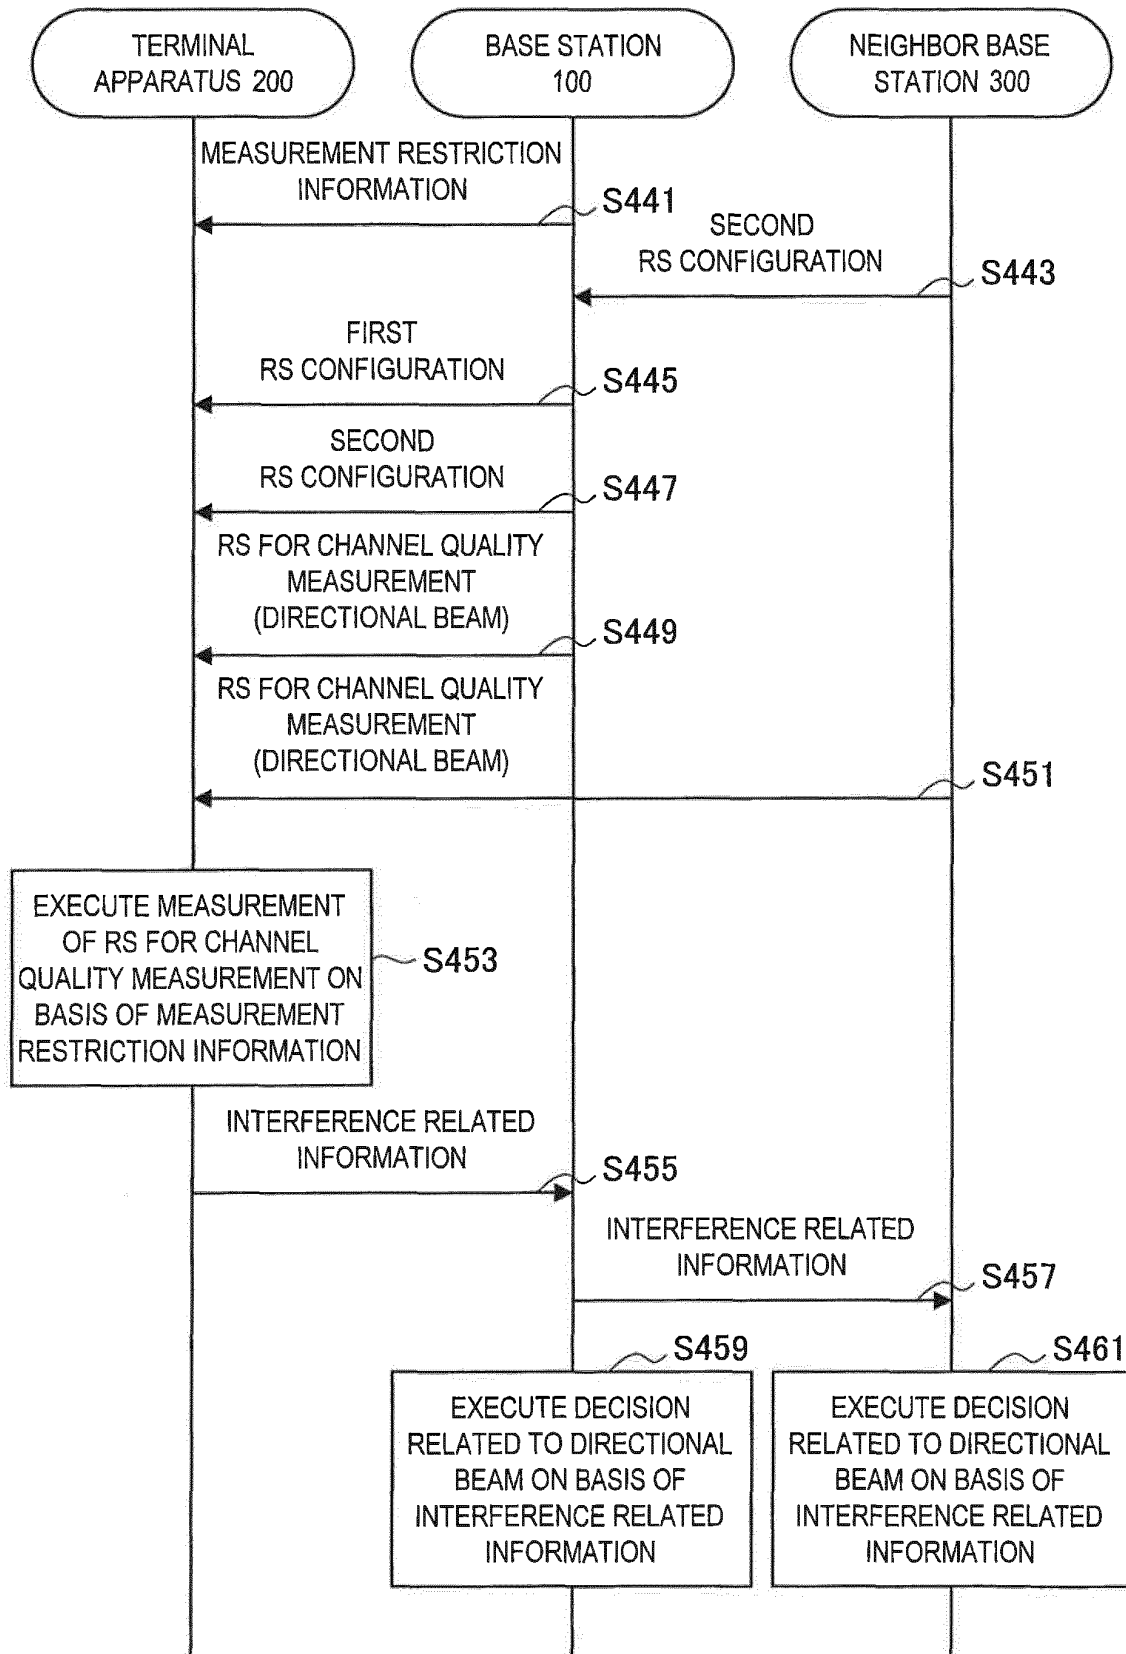 TERMINAL
APPARATUS 200
BASE STATION
100
NEIGHBOR BASE
STATION 300
MEASUREMENT RESTRICTION
INFORMATION
S441
SECOND
RS CONFIGURATION
S443
FIRST
RS CONFIGURATION
S445
SECOND
RS CONFIGURATION
S447
RS FOR CHANNEL QUALITY
MEASUREMENT
(DIRECTIONAL BEAM)
S449
RS FOR CHANNEL QUALITY
MEASUREMENT
(DIRECTIONAL BEAM)
S451
EXECUTE MEASUREMENT
OF RS FOR CHANNEL
QUALITY MEASUREMENT ON
BASIS OF MEASUREMENT
RESTRICTION INFORMATION
S453
INTERFERENCE RELATED
INFORMATION
S455
INTERFERENCE RELATED
INFORMATION
S457
S459
EXECUTE DECISION
RELATED TO DIRECTIONAL
BEAM ON BASIS OF
INTERFERENCE RELATED
INFORMATION
S461
EXECUTE DECISION
RELATED TO DIRECTIONAL
BEAM ON BASIS OF
INTERFERENCE RELATED
INFORMATION